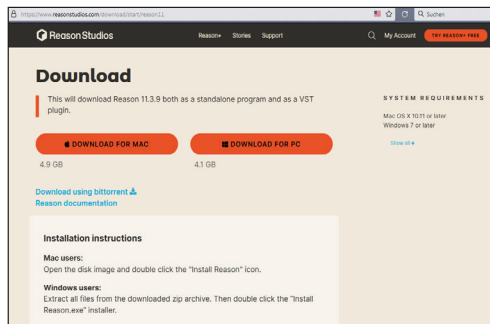 https://www.reasonstudios.com/download/start/reason11
Suchen
ReasonStudios
Reason+ Stories Support
My Account
TRY REASON+ FREE
Download
This will download Reason 11.3.9 both as a standalone program and as a VST
plugin.
DOWNLOAD FOR MAC
4.9 GB
DOWNLOAD FOR PC
4.1 GB
Download using bittorrent
Reason documentation
Installation instructions
Mac users:
Open the disk image and double click the "Install Reason" icon.
Windows users:
Extract all files from the downloaded zip archive. Then double click the "Install
Reason.exe" installer.
SYSTEM REQUIREMENTS
Mac OS X 10.11 or later
Windows 7 or later
Show all